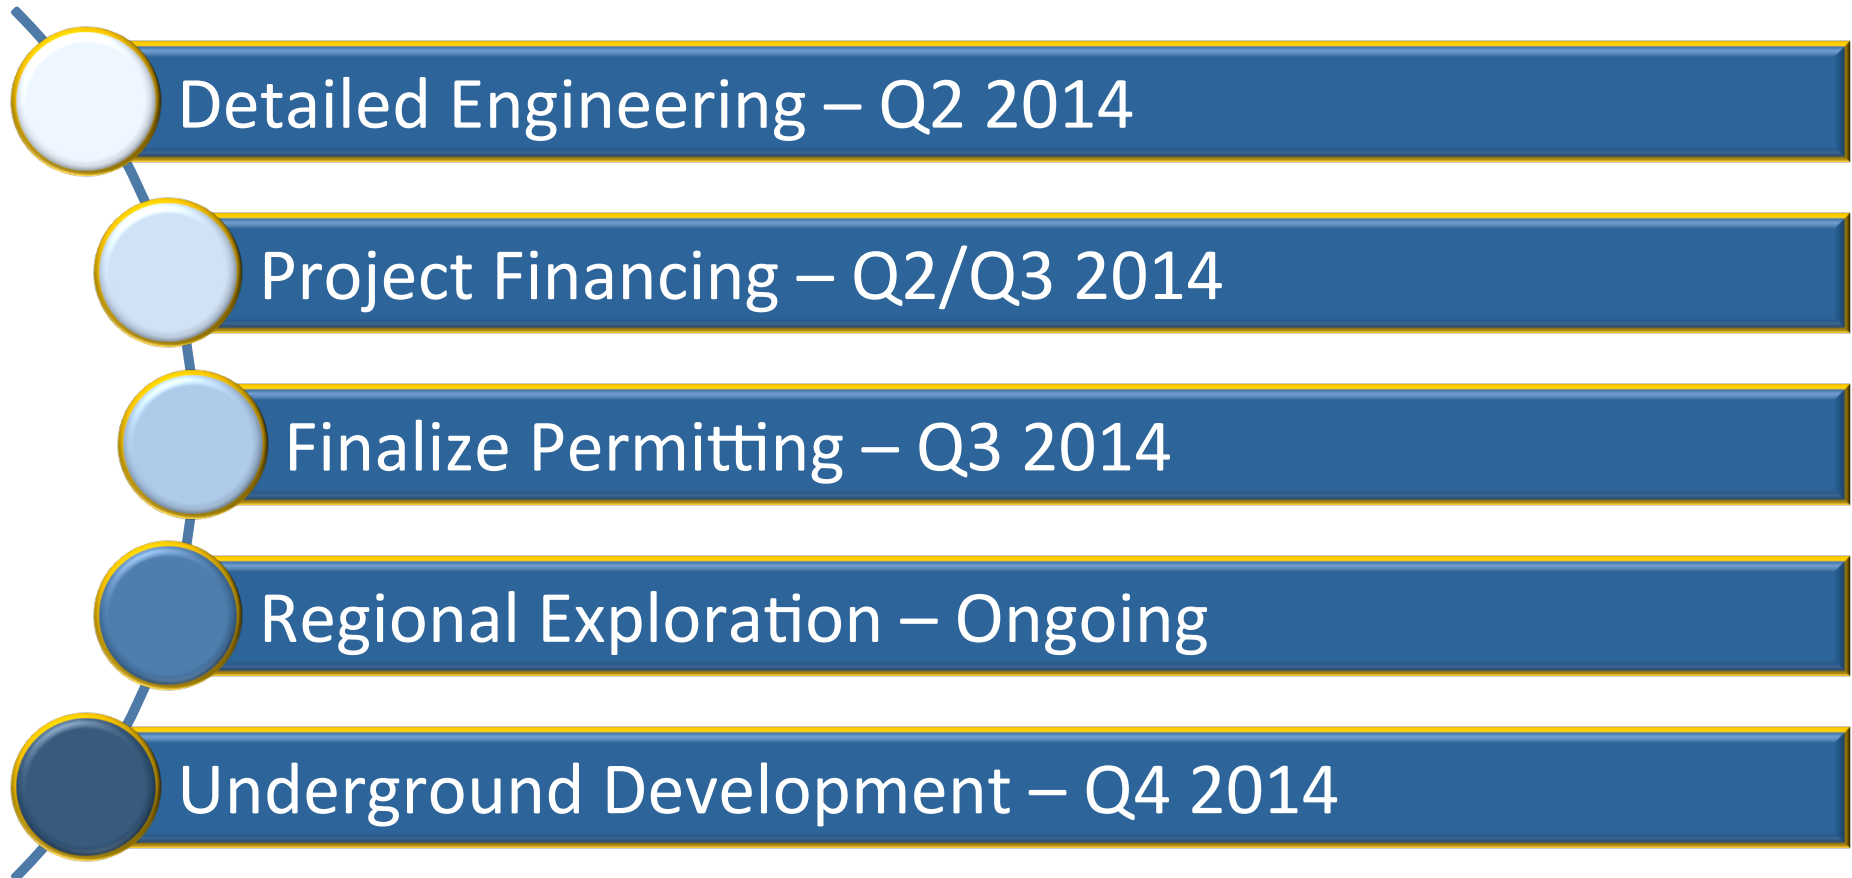 Detailed Engineering – Q2 2014
Project Financing – Q2/Q3 2014
Finalize Permitting – Q3 2014
Regional Exploration – Ongoing
Underground Development – Q4 2014